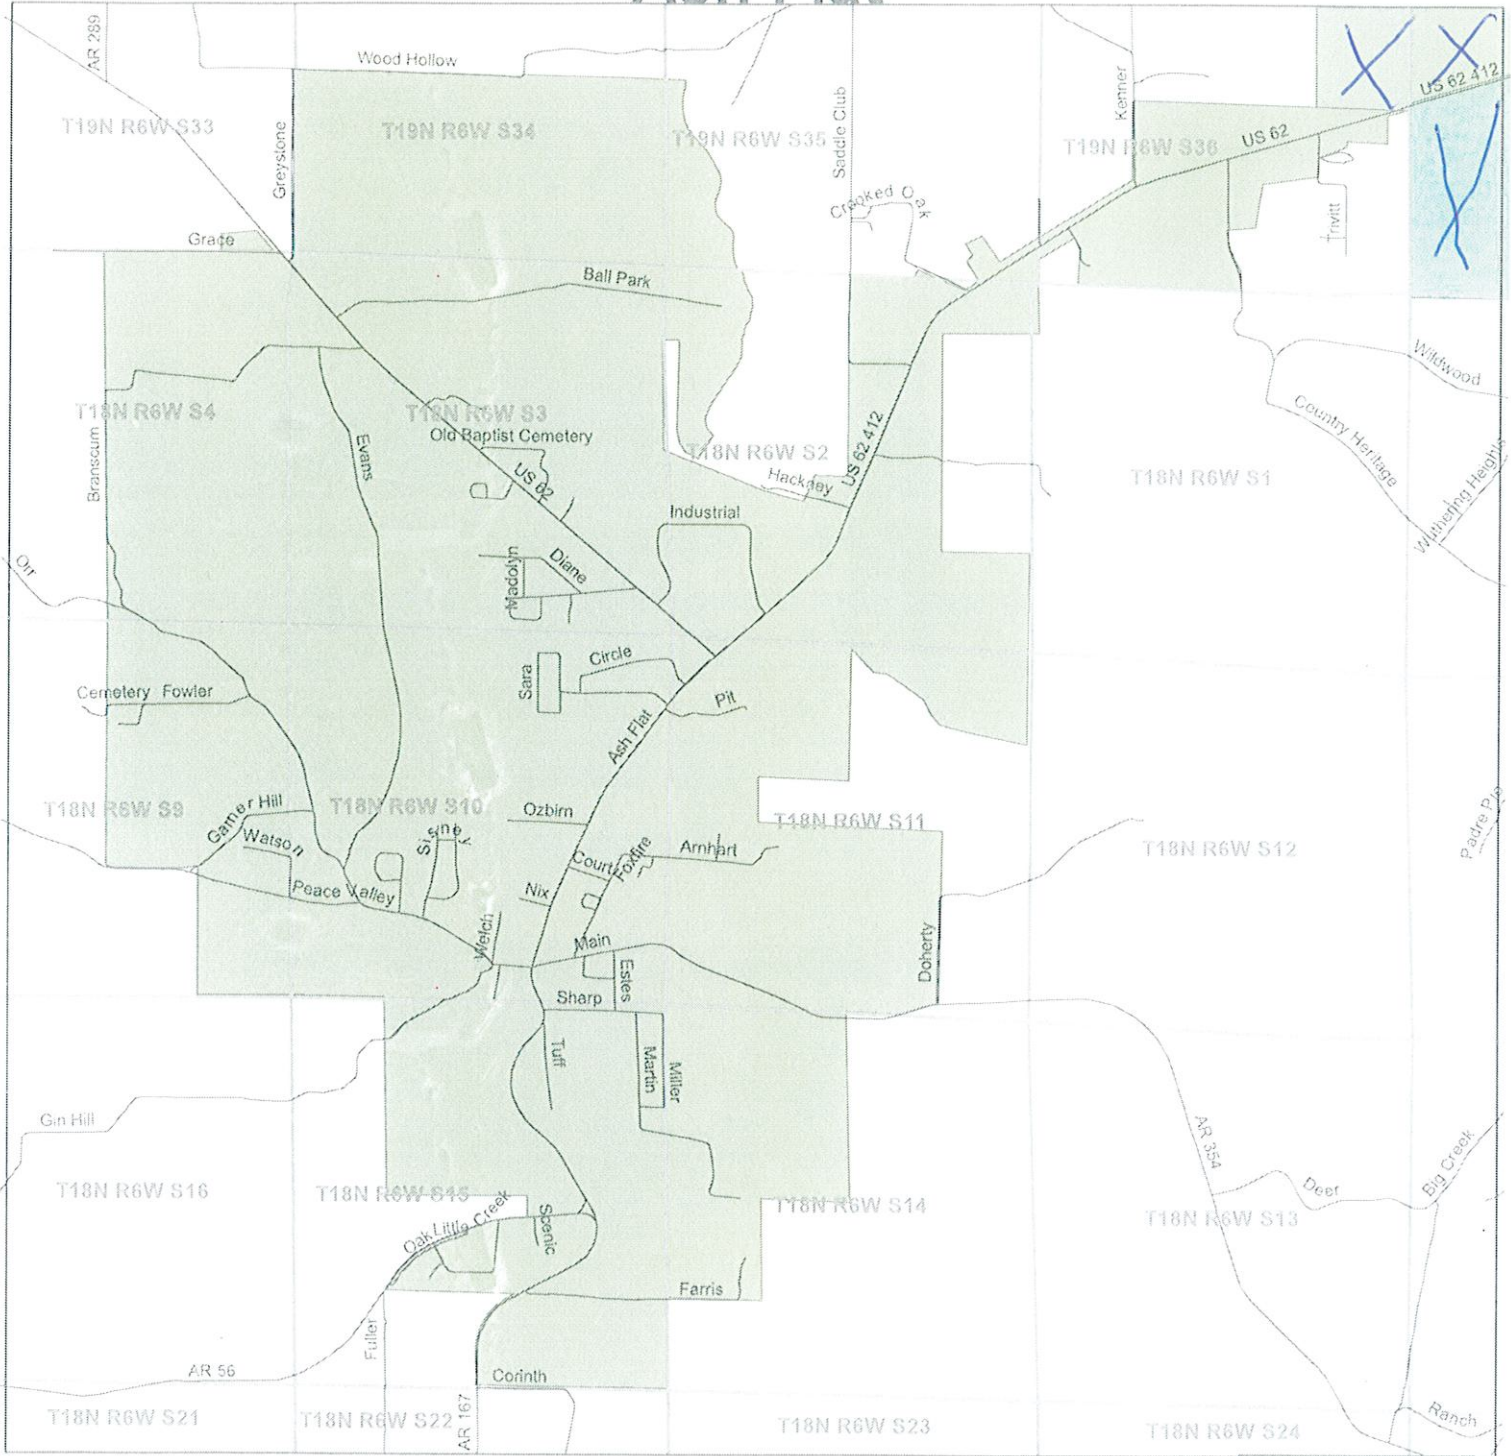 AR 289
Wood Hollow
Kenner
US 62 412
T19N R6W S33
Greystone
T19N R6W S34
T19N R6W S35
Saddle Club
T19N R6W S36
US 62
Crooked Oak
Trivitt
Grace
Ball Park
Wildwood
T18N R6W S4
T18N R6W S3
Old Baptist Cemetery
Country Heritage
Branscum
Evans
US 62
T18N R6W S2
US 62 412
Hackney
T18N R6W S1
Wuthering Heights
Industrial
Orr
Madolyn
Diane
Circle
Sara
Cemetery Fowler
Pit
Ash Flat
T18N R6W S9
Garner Hill
T18N R6W S10
Ozbirn
T18N R6W S11
Watson
Sisney
Court
Foxfire
Arnhart
T18N R6W S12
Peace Valley
Nix
Welch
Main
Doherty
Estes
Sharp
Tuff
Martin
Miller
Gin Hill
AR 354
Big Creek
T18N R6W S16
T18N R6W S15
T18N R6W S14
Deer
T18N R6W S13
Oak
Little Creek
Scenic
Farris
Fuller
AR 56
Corinth
T18N R6W S21
T18N R6W S22
AR 167
T18N R6W S23
T18N R6W S24
Ranch